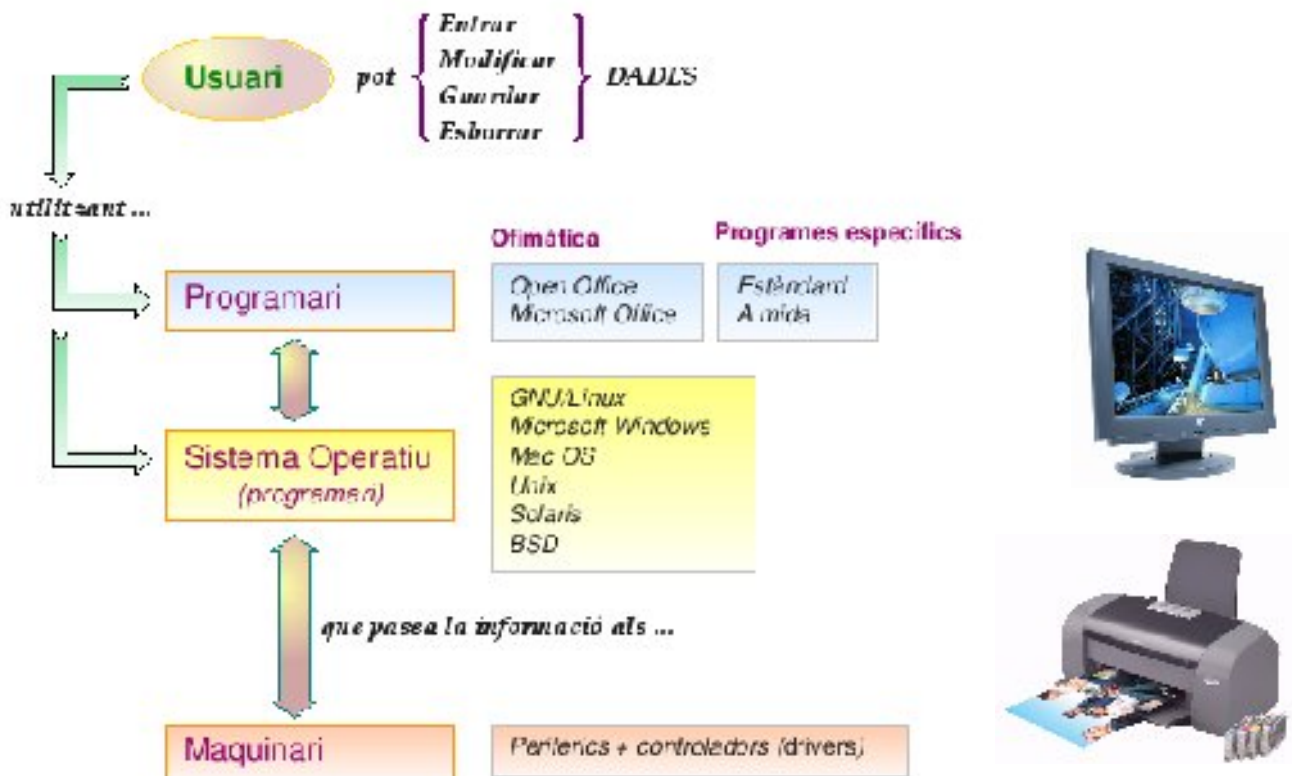 Usuari
pot
Entrar
Modificar
Guardar
Esborrar
DADES
utilitzant ...
Ofimàtica
Programes específics
Programari
Open Office
Microsoft Office
Estàndard
A mida
Sistema Operatiu
(programari)
GNU/Linux
Microsoft Windows
Mac OS
Unix
Solaris
BSD
que pasea la informació als ...
Maquinari
Perifèrics + controladors (drivers)